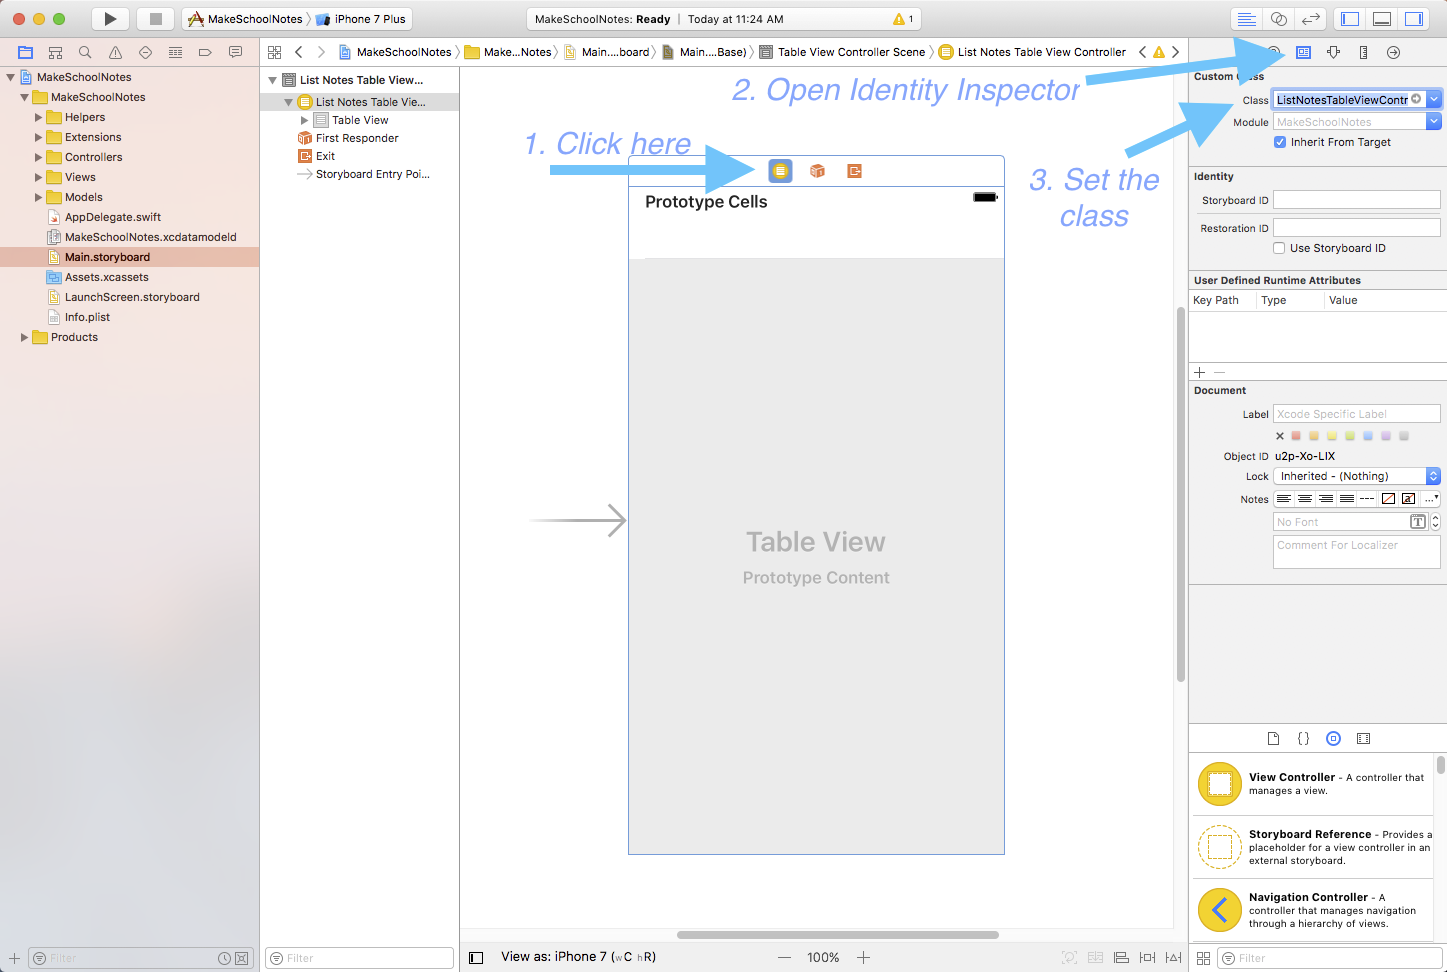 MakeSchoolNotes
iPhone 7 Plus
MakeSchoolNotes: Ready | Today at 11:24 AM
1
MakeSchoolNotes
Make...Notes
Main....board
Main....Base)
Table View Controller Scene
List Notes Table View Controller
MakeSchoolNotes
MakeSchoolNotes
Helpers
Extensions
Controllers
Views
Models
AppDelegate.swift
MakeSchoolNotes.xcdatamodeld
Main.storyboard
Assets.xcassets
LaunchScreen.storyboard
Info.plist
Products
Filter
List Notes Table View...
List Notes Table Vie...
Table View
First Responder
Exit
Storyboard Entry Poi...
Filter
1. Click here
2. Open Identity Inspector
3. Set the
class
Prototype Cells
Table View
Prototype Content
View as: iPhone 7 (wC hR)
100%
Custom Class
Class ListNotesTableViewContr
Module MakeSchoolNotes
Inherit From Target
Identity
Storyboard ID
Restoration ID
Use Storyboard ID
User Defined Runtime Attributes
Key Path Type Value
Document
Label Xcode Specific Label
Object ID u2p-Xo-LIX
Lock Inherited - (Nothing)
Notes
No Font
Comment For Localizer
View Controller - A controller that
manages a view.
Storyboard Reference - Provides a
placeholder for a view controller in an
external storyboard.
Navigation Controller - A
controller that manages navigation
through a hierarchy of views.
Filter